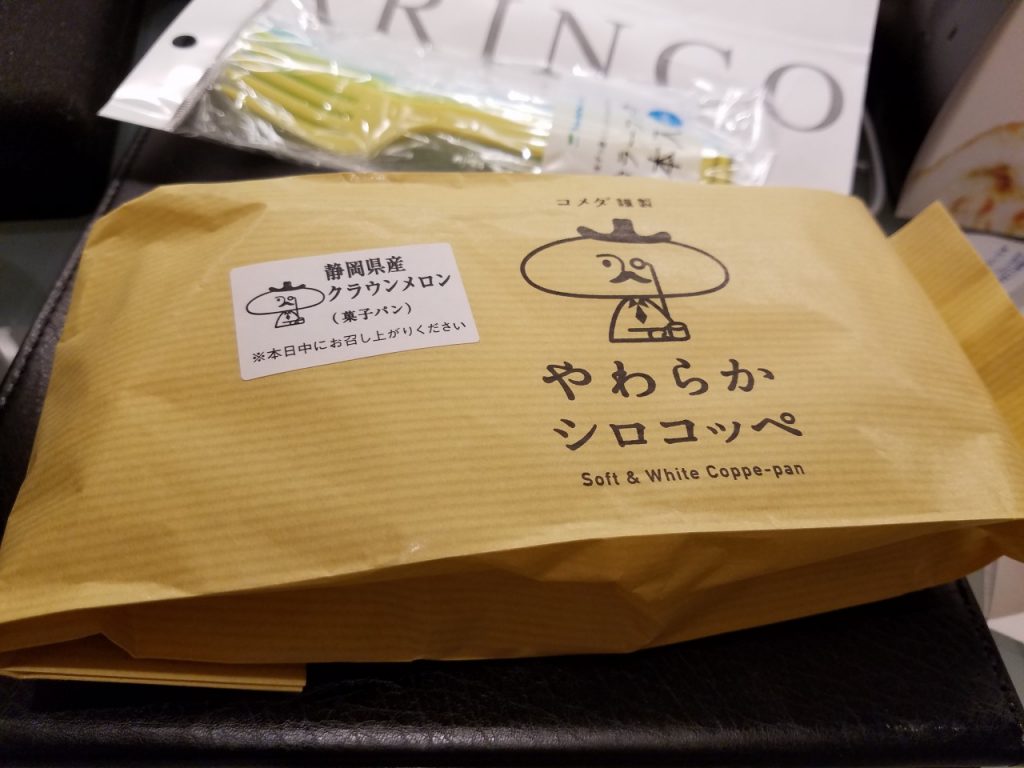 RINGO
コメダ謹製
静岡県産
クラウンメロン
(菓子パン)
※本日中にお召し上がりください
やわらか
シロコッペ
Soft & White Coppe-pan